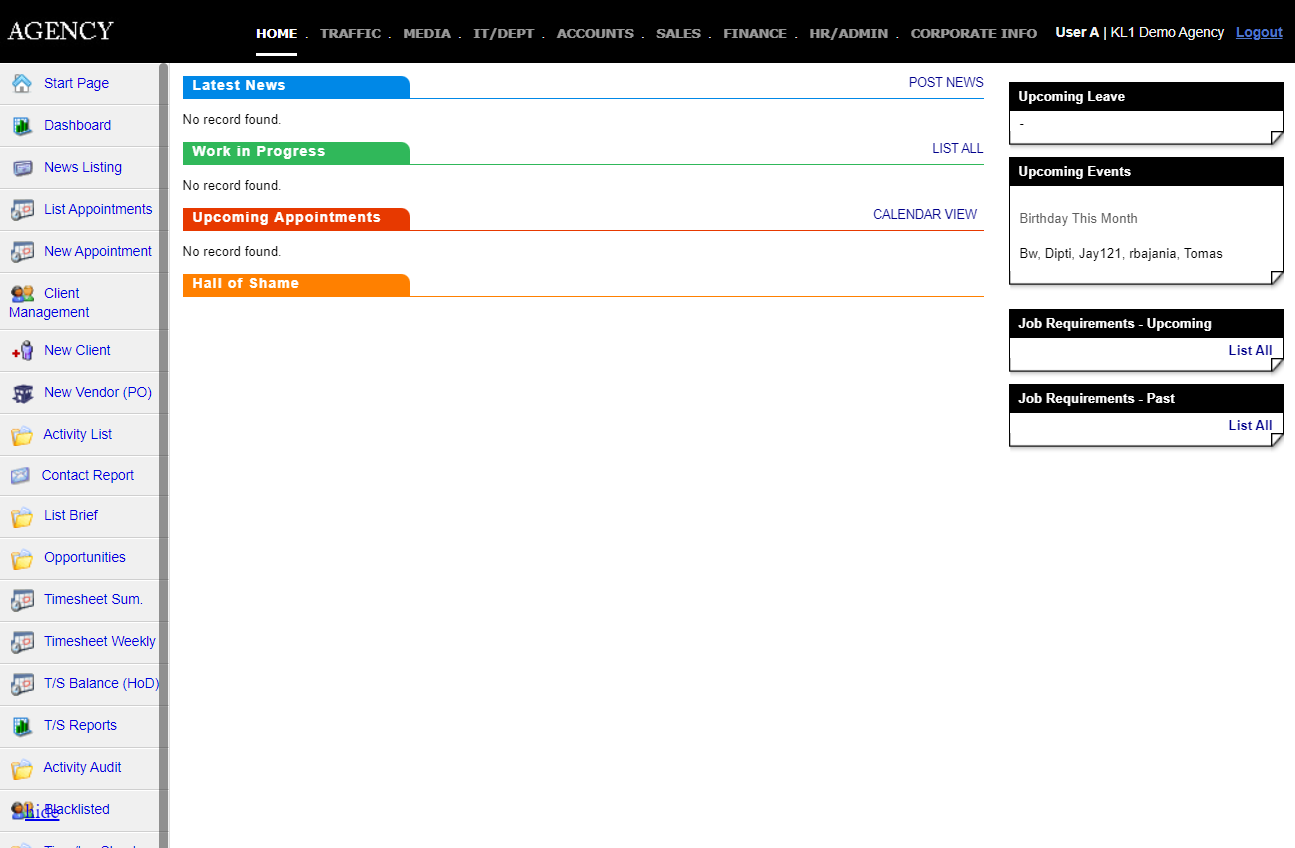 AGENCY
HOME . TRAFFIC . MEDIA . IT/DEPT . ACCOUNTS . SALES . FINANCE . HR/ADMIN . CORPORATE INFO
User A | KL1 Demo Agency Logout
Start Page
Dashboard
News Listing
List Appointments
New Appointment
Client
Management
New Client
New Vendor (PO)
Activity List
Contact Report
List Brief
Opportunities
Timesheet Sum.
Timesheet Weekly
T/S Balance (HoD)
T/S Reports
Activity Audit
Blacklisted
hide
Latest News
POST NEWS
No record found.
Work in Progress
LIST ALL
No record found.
Upcoming Appointments
CALENDAR VIEW
No record found.
Hall of Shame
Upcoming Leave
-
Upcoming Events
Birthday This Month
Bw, Dipti, Jay121, rbajania, Tomas
Job Requirements - Upcoming
List All
Job Requirements - Past
List All